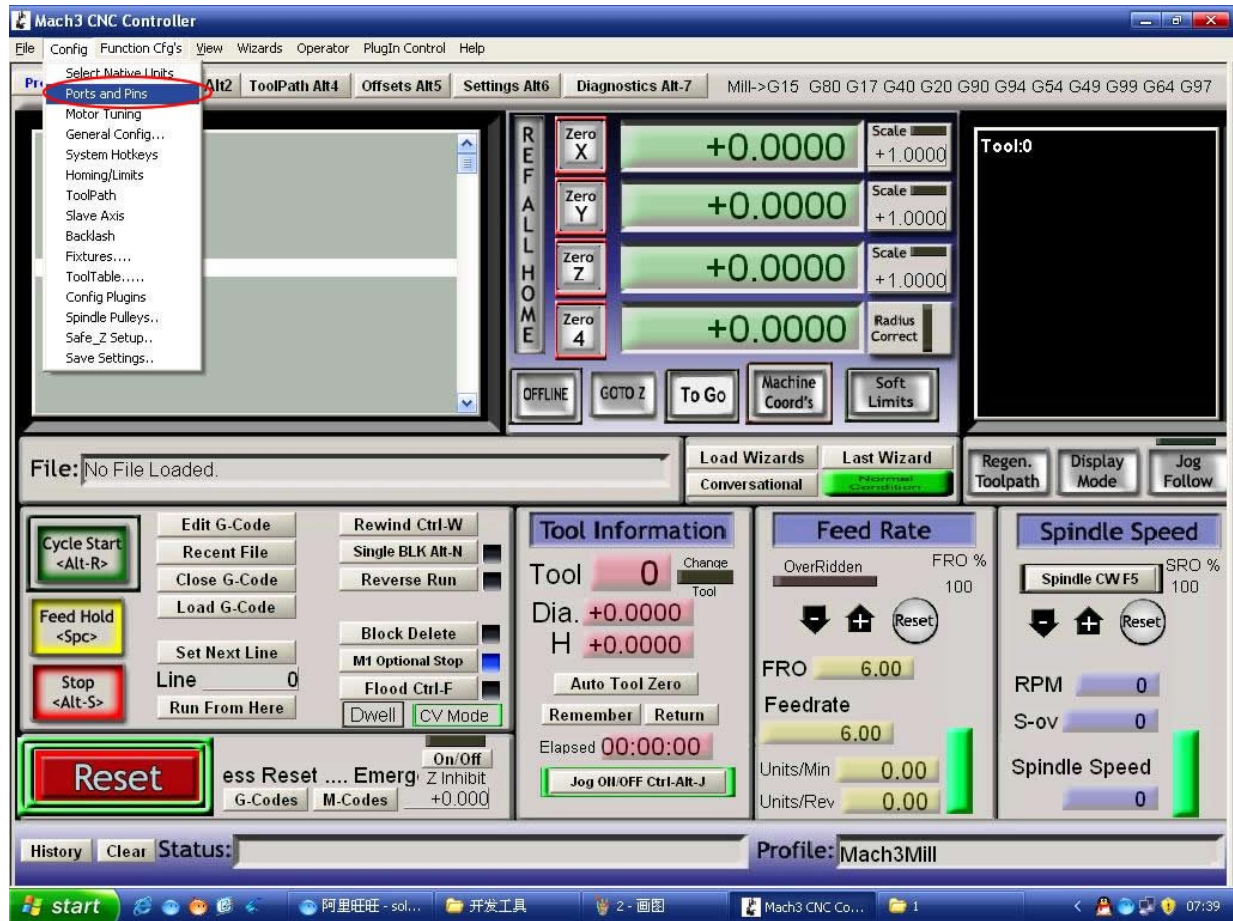 Mach3 CNC Controller
File Config Function Cfg's View Wizards Operator PlugIn Control Help
Select Native Units
Ports and Pins
Motor Tuning
General Config...
System Hotkeys
Homing/Limits
ToolPath
Slave Axis
Backlash
Fixtures....
ToolTable.....
Config Plugins
Spindle Pulleys..
Safe_Z Setup..
Save Settings..
Alt2 ToolPath Alt4 Offsets Alt5 Settings Alt6 Diagnostics Alt-7 Mill->G15 G80 G17 G40 G20 G90 G94 G54 G49 G99 G64 G97
REF ALL HOME
Zero X +0.0000 Scale +1.0000
Zero Y +0.0000 Scale +1.0000
Zero Z +0.0000 Scale +1.0000
Zero 4 +0.0000 Radius Correct
OFFLINE GOTO Z To Go Machine Coord's Soft Limits
Tool:0
File: No File Loaded.
Load Wizards Last Wizard
Conversational Normal Condition
Regen. Toolpath Display Mode Jog Follow
Cycle Start <Alt-R>
Feed Hold <Spc>
Stop <Alt-S>
Edit G-Code
Recent File
Close G-Code
Load G-Code
Set Next Line
Line 0
Run From Here
Rewind Ctrl-W
Single BLK Alt-N
Reverse Run
Block Delete
M1 Optional Stop
Flood Ctrl-F
Dwell CV Mode
Reset
ess Reset .... Emerg
On/Off
Z Inhibit
+0.000
G-Codes M-Codes
Tool Information
Tool 0 Change Tool
Dia. +0.0000
H +0.0000
Auto Tool Zero
Remember Return
Elapsed 00:00:00
Jog ON/OFF Ctrl-Alt-J
Feed Rate
OverRidden FRO %
100
Reset
FRO 6.00
Feedrate
6.00
Units/Min 0.00
Units/Rev 0.00
Spindle Speed
Spindle CW F5 SRO %
100
Reset
RPM 0
S-ov 0
Spindle Speed
0
History Clear Status: Profile: Mach3Mill
start 阿里旺旺 - sol... 开发工具 2 - 画图 Mach3 CNC Co... 1 07:39